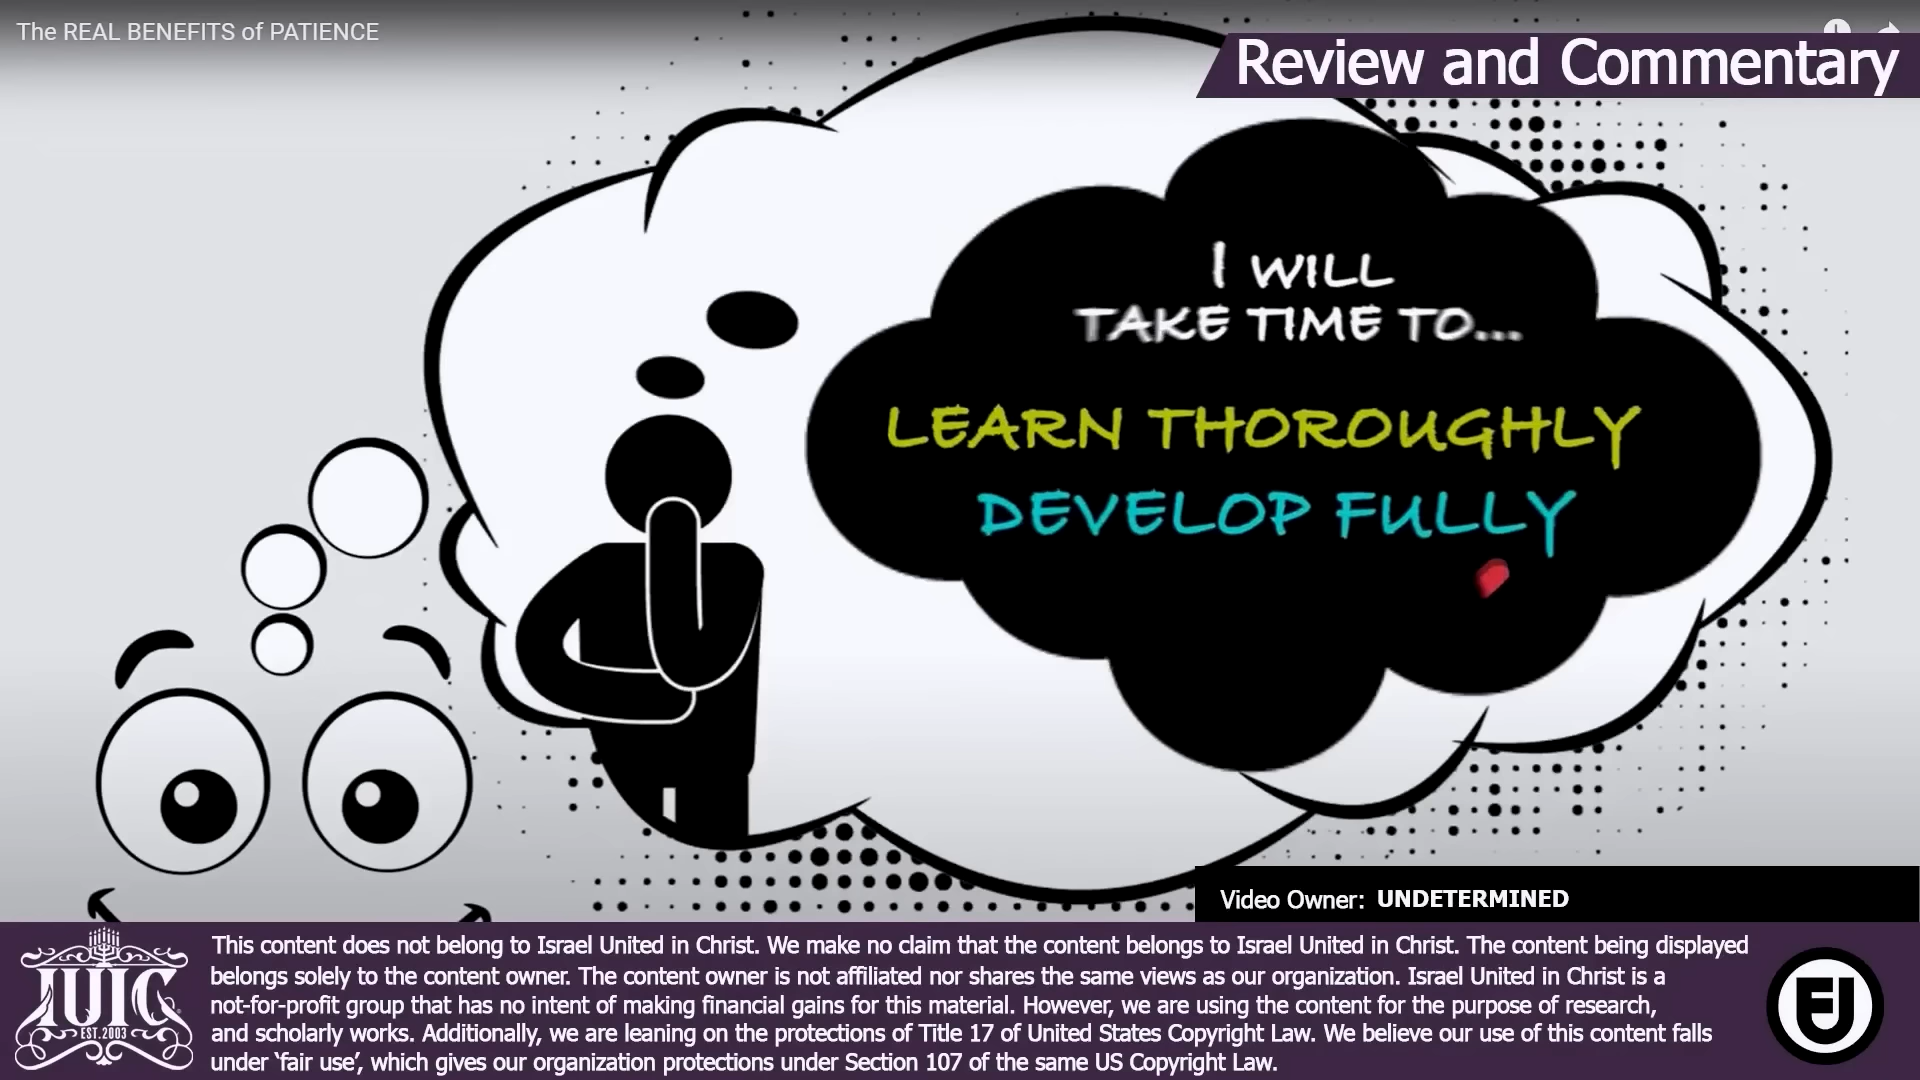 The REAL BENEFITS of PATIENCE
Review and Commentary
I WILL
TAKE TIME TO...
LEARN THOROUGHLY
DEVELOP FULLY
Video Owner: UNDETERMINED
This content does not belong to Israel United in Christ. We make no claim that the content belongs to Israel United in Christ. The content being displayed
belongs solely to the content owner. The content owner is not affiliated nor shares the same views as our organization. Israel United in Christ is a
not-for-profit group that has no intent of making financial gains for this material. However, we are using the content for the purpose of research,
and scholarly works. Additionally, we are leaning on the protections of Title 17 of United States Copyright Law. We believe our use of this content falls
under ‘fair use’, which gives our organization protections under Section 107 of the same US Copyright Law.
IUIC
EST. 2003